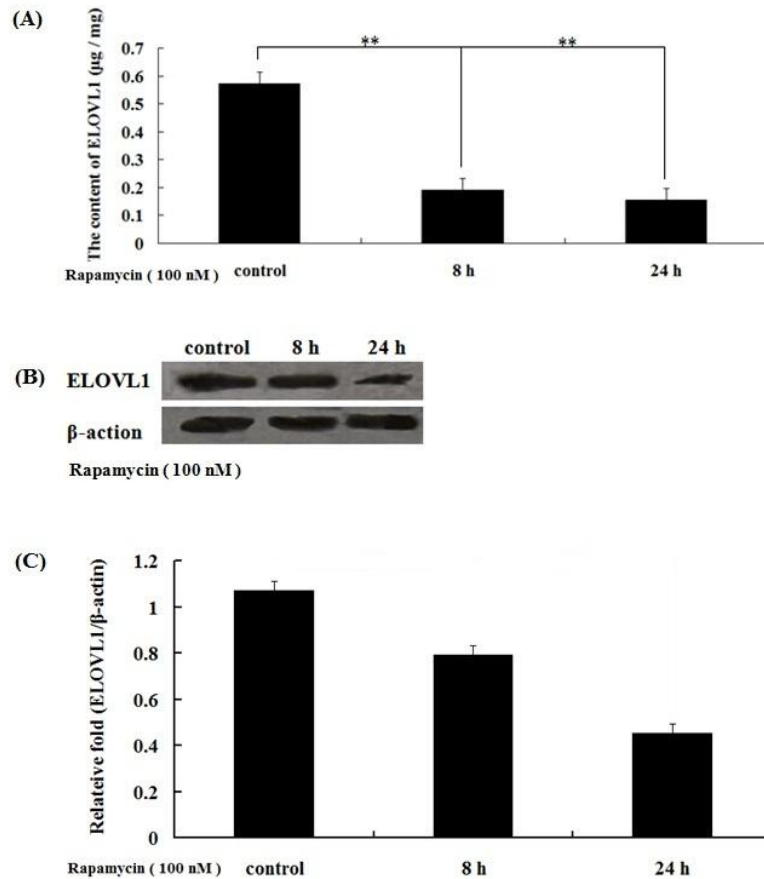 (A)
The content of ELOVL1 (μg / mg)
0.7
0.6
0.5
0.4
0.3
0.2
0.1
0
**
**
Rapamycin ( 100 nM )
control
8 h
24 h
(B)
control 8 h 24 h
ELOVL1
β-action
Rapamycin ( 100 nM )
(C)
Relateive fold (ELOVL1/β-actin)
1.2
1
0.8
0.6
0.4
0.2
0
Rapamycin ( 100 nM )
control
8 h
24 h